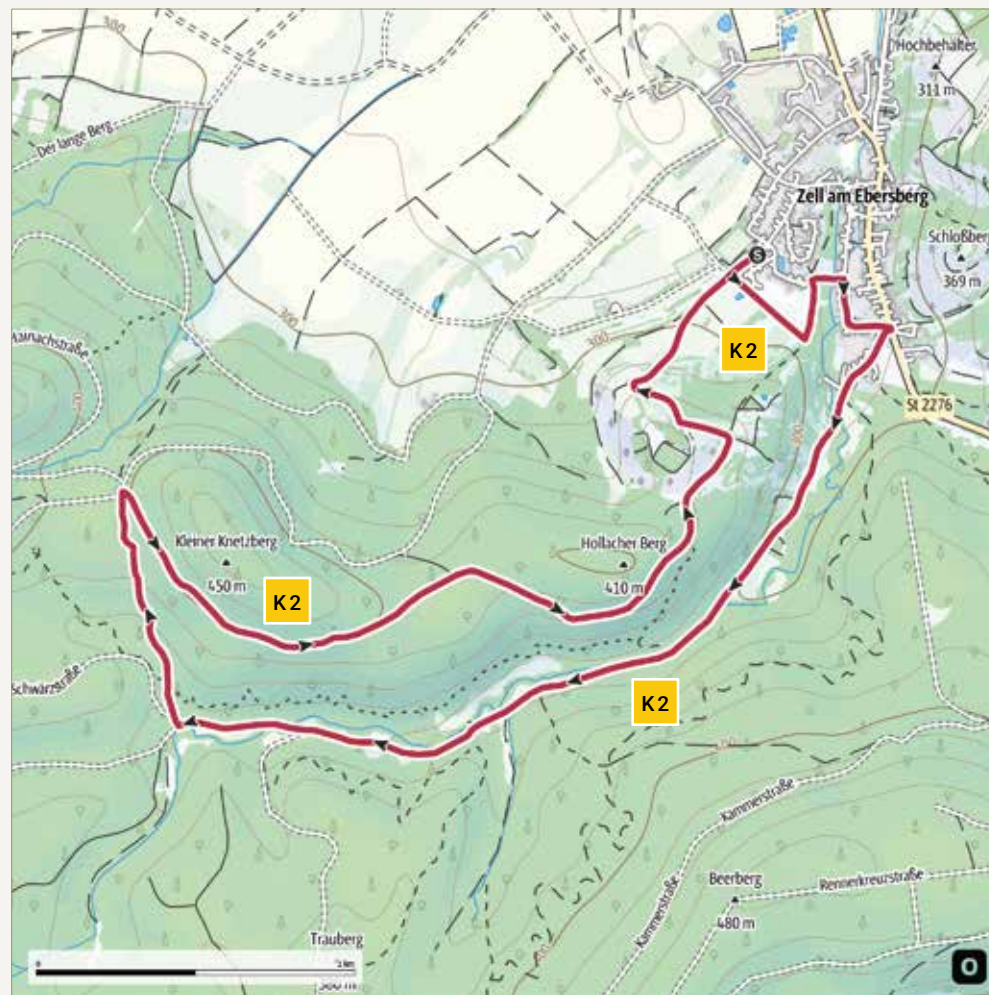 300
Hochbehälter
311 m
Der lange Berg
Zell am Ebersberg
Schloßberg
369 m
S
300
300
Hainachstraße
K2
St 2276
Kleiner Knetzberg
450 m
Hollacher Berg
410 m
K2
Schwarzstraße
K2
Kammerstraße
Kammerstraße
Beerberg
480 m
Rennerkreuzstraße
Trauberg
0
1 km
O